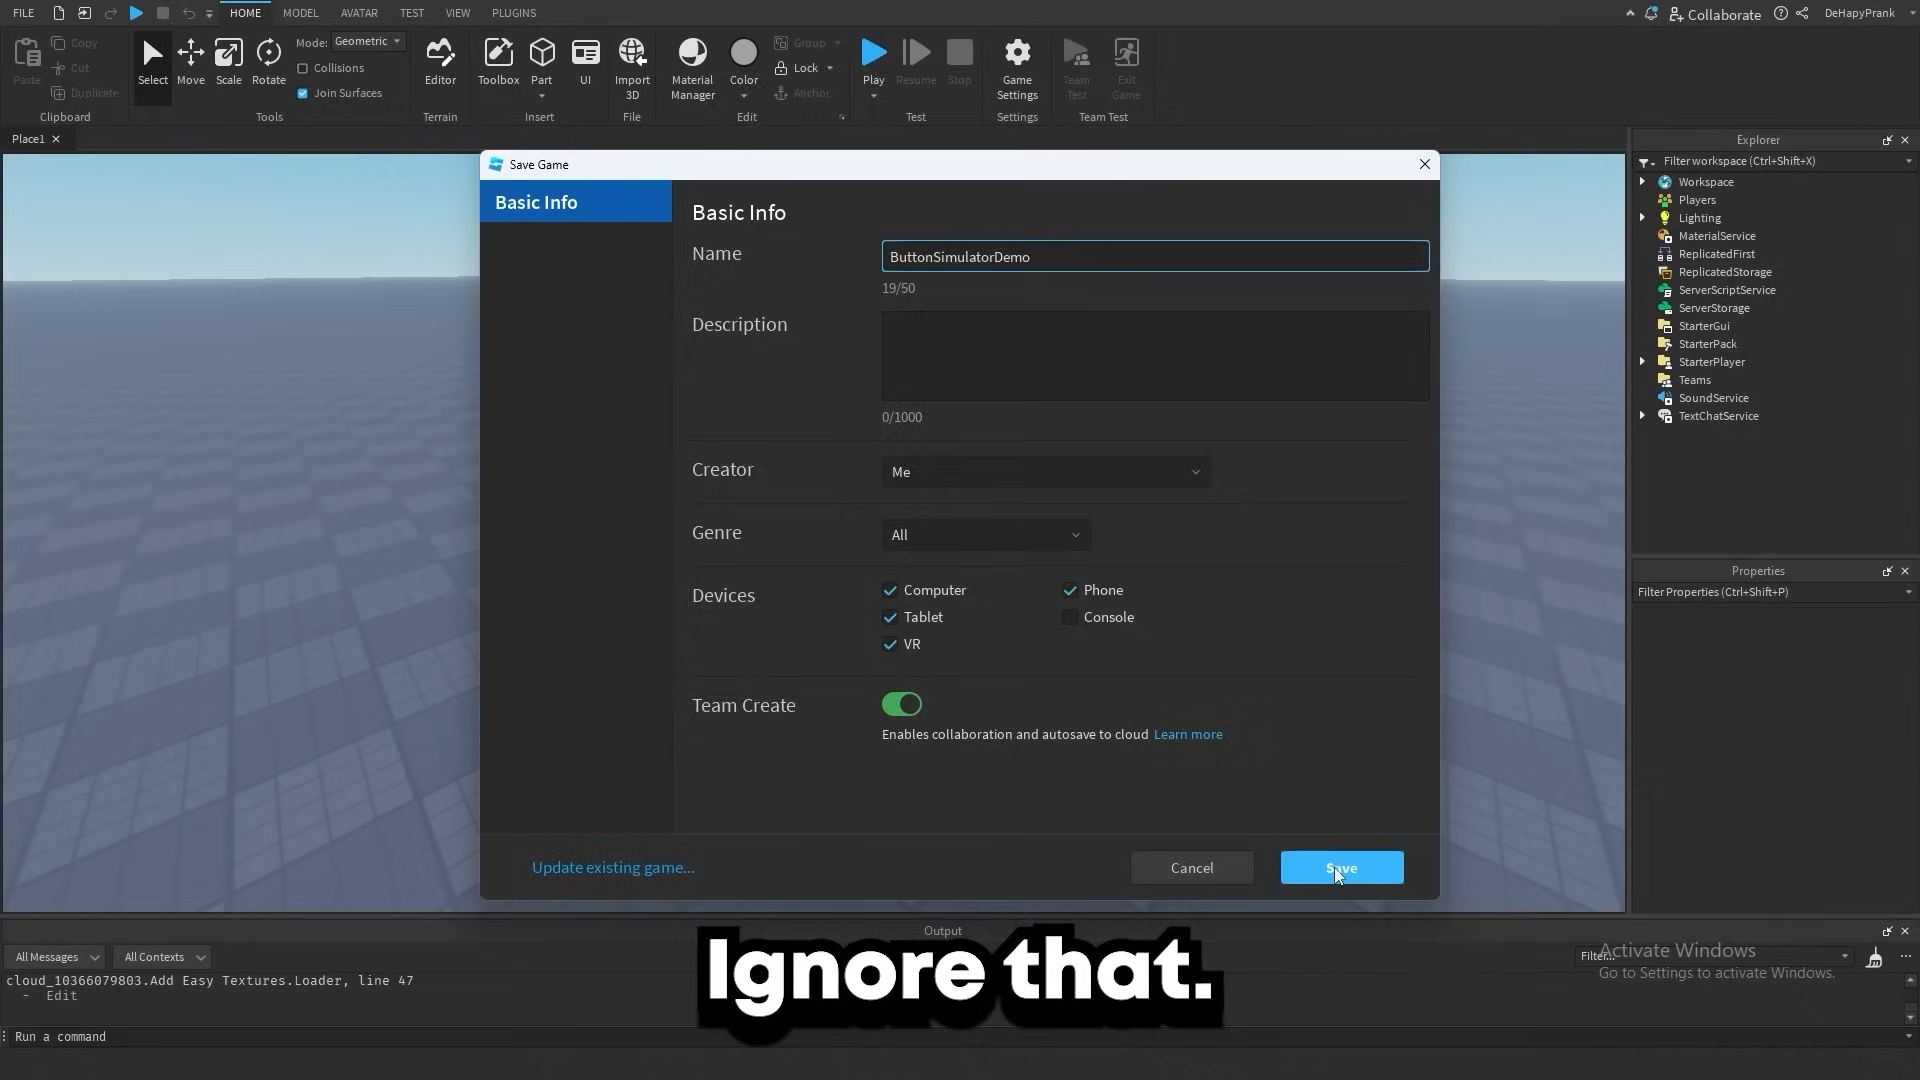 FILE HOME MODEL AVATAR TEST VIEW PLUGINS Collaborate DeHapyPrank
Paste Copy Cut Duplicate
Clipboard
Select Move Scale Rotate
Mode: Geometric
Collisions
Join Surfaces
Tools
Editor
Terrain
Toolbox Part UI
Insert
Import 3D
File
Material Manager Color Group Lock Anchor
Edit
Play Resume Stop
Test
Game Settings
Settings
Team Test Exit Game
Team Test
Place1
Save Game
Basic Info
Basic Info
Name
ButtonSimulatorDemo
19/50
Description
0/1000
Creator
Me
Genre
All
Devices
Computer Phone
Tablet Console
VR
Team Create
Enables collaboration and autosave to cloud Learn more
Update existing game... Cancel Save
Explorer
Filter workspace (Ctrl+Shift+X)
Workspace
Players
Lighting
MaterialService
ReplicatedFirst
ReplicatedStorage
ServerScriptService
ServerStorage
StarterGui
StarterPack
StarterPlayer
Teams
SoundService
TextChatService
Properties
Filter Properties (Ctrl+Shift+P)
Output
All Messages All Contexts Filter...
cloud_10366079803.Add Easy Textures.Loader, line 47
- Edit
Run a command
Ignore that.
Activate Windows
Go to Settings to activate Windows.